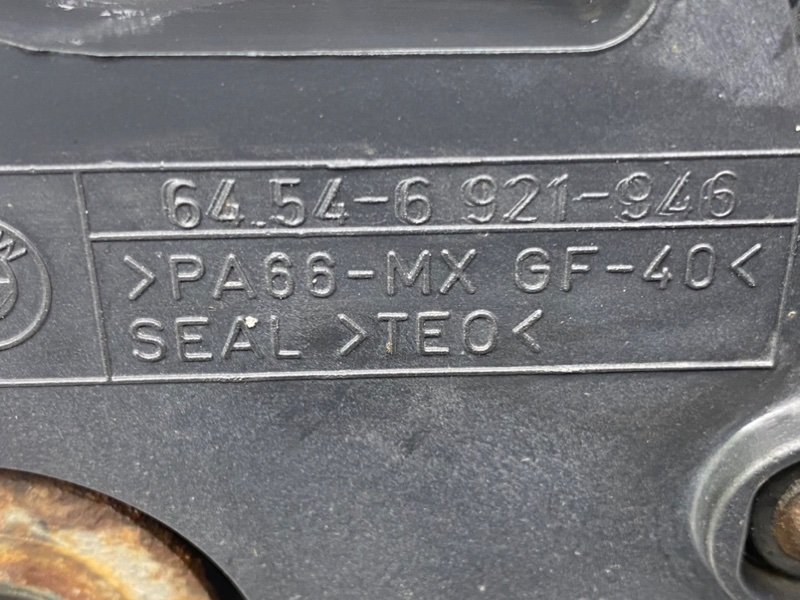 64.54-6 921-946
>PA66-MX GF-40<
SEAL >TEO<